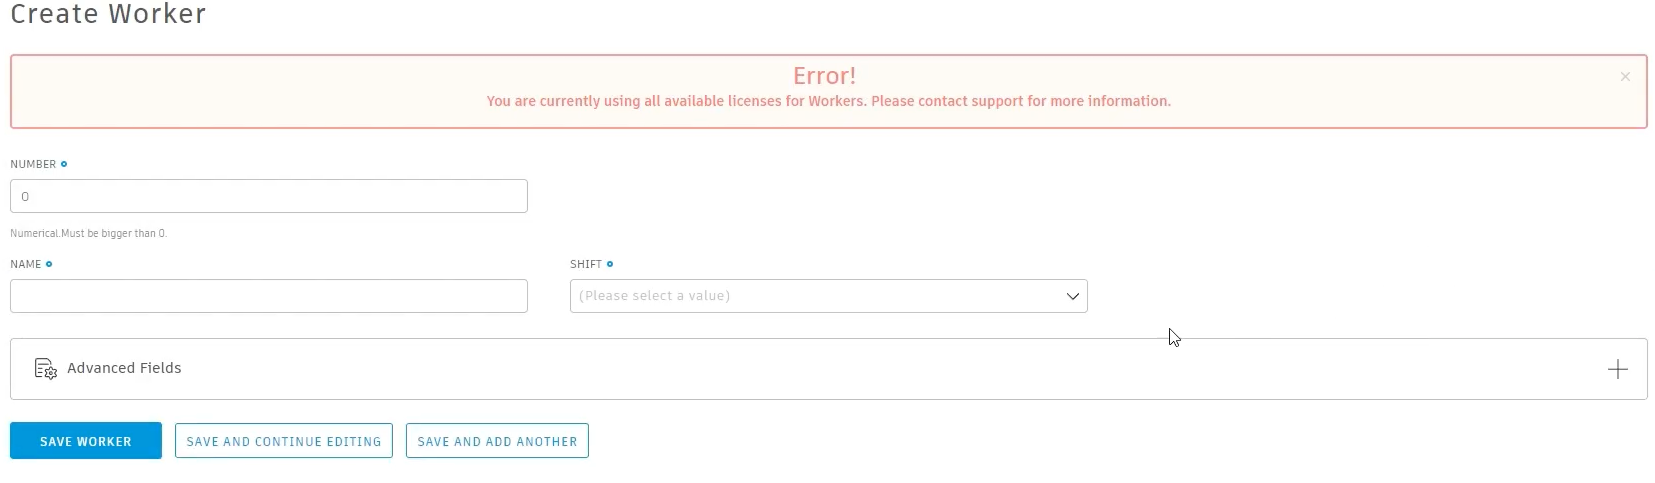 Create Worker
Error!
×
You are currently using all available licenses for Workers. Please contact support for more information.
NUMBER
0
Numerical.Must be bigger than 0.
NAME
SHIFT
(Please select a value)
Advanced Fields
SAVE WORKER
SAVE AND CONTINUE EDITING
SAVE AND ADD ANOTHER